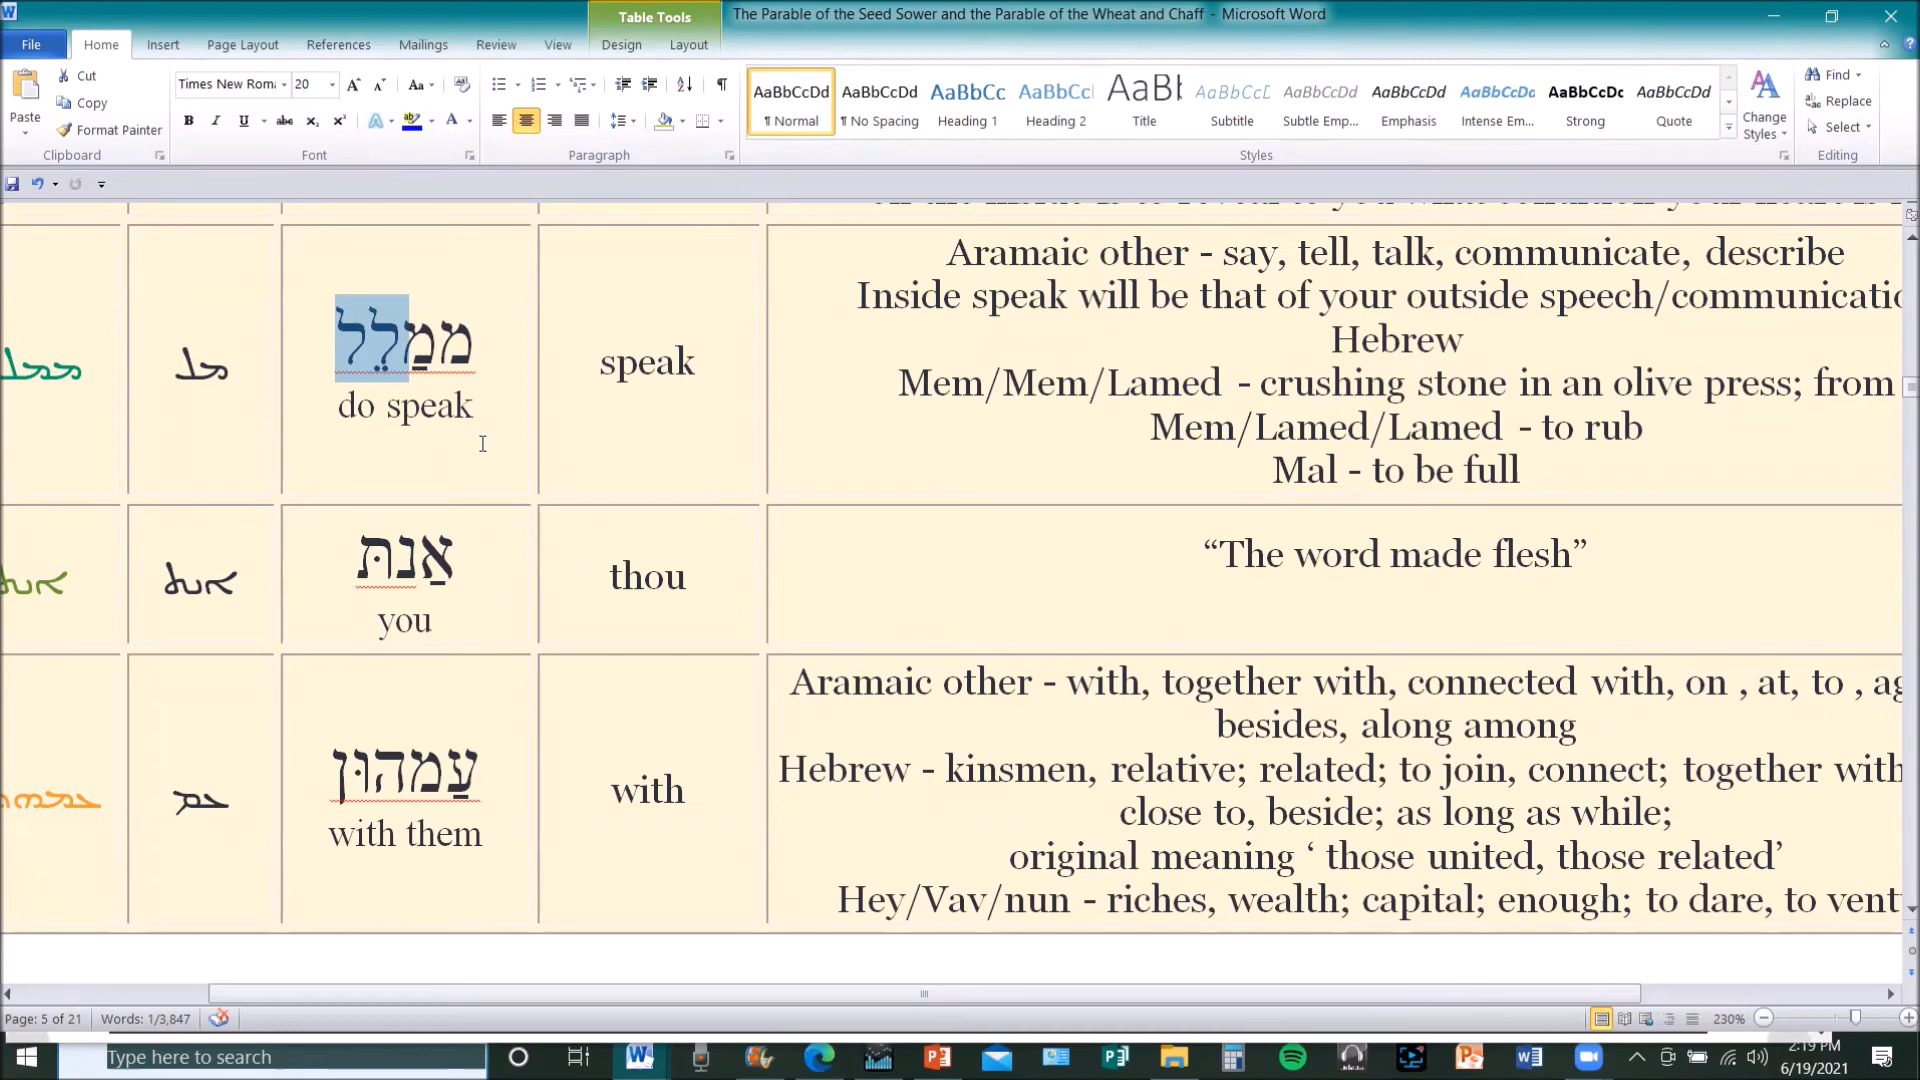 Table Tools
The Parable of the Seed Sower and the Parable of the Wheat and Chaff - Microsoft Word
File Home Insert Page Layout References Mailings Review View Design Layout
Cut
Copy
Format Painter
Paste
Clipboard
Times New Roma 20
Font
Paragraph
AaBbCcDd AaBbCcDd AaBbCc AaBbCcI AaBl AaBbCcL AaBbCcDd AaBbCcDd AaBbCcDd AaBbCcDc AaBbCcDd
¶ Normal ¶ No Spacing Heading 1 Heading 2 Title Subtitle Subtle Emp... Emphasis Intense Em... Strong Quote
Styles
Change Styles
Find
Replace
Select
Editing
ܡܠ
ממַלֵל
do speak
speak
Aramaic other - say, tell, talk, communicate, describe
Inside speak will be that of your outside speech/communicatio
Hebrew
Mem/Mem/Lamed - crushing stone in an olive press; from
Mem/Lamed/Lamed - to rub
Mal - to be full
ܐܢܬ
אַנתּ
you
thou
“The word made flesh”
ܥܡ
עַמהוּן
with them
with
Aramaic other - with, together with, connected with, on , at, to , ag
besides, along among
Hebrew - kinsmen, relative; related; to join, connect; together with
close to, beside; as long as while;
original meaning ‘ those united, those related’
Hey/Vav/nun - riches, wealth; capital; enough; to dare, to vent
Page: 5 of 21 Words: 1/3,847
230%
Type here to search
2:19 PM
6/19/2021